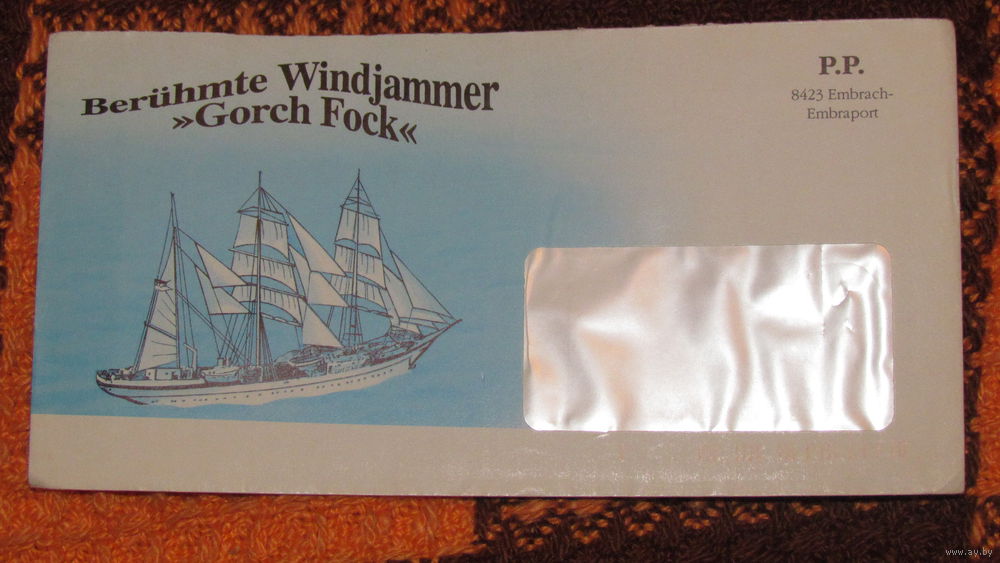 Berühmte Windjammer
»Gorch Fock«
P.P.
8423 Embrach-
Embraport
www.ay.by